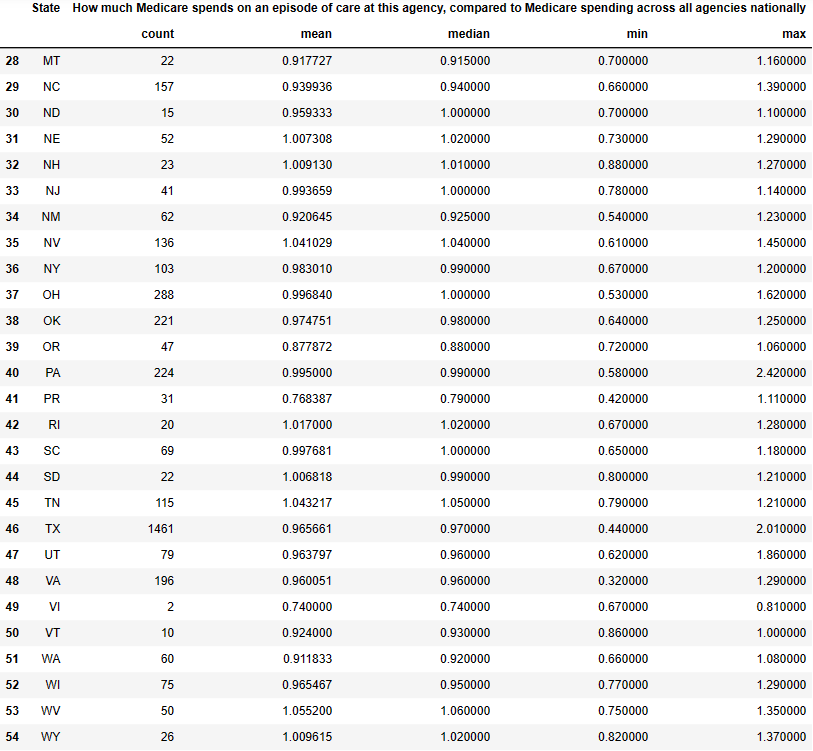 State How much Medicare spends on an episode of care at this agency, compared to Medicare spending across all agencies nationally
count mean median min max
28 MT 22 0.917727 0.915000 0.700000 1.160000
29 NC 157 0.939936 0.940000 0.660000 1.390000
30 ND 15 0.959333 1.000000 0.700000 1.100000
31 NE 52 1.007308 1.020000 0.730000 1.290000
32 NH 23 1.009130 1.010000 0.880000 1.270000
33 NJ 41 0.993659 1.000000 0.780000 1.140000
34 NM 62 0.920645 0.925000 0.540000 1.230000
35 NV 136 1.041029 1.040000 0.610000 1.450000
36 NY 103 0.983010 0.990000 0.670000 1.200000
37 OH 288 0.996840 1.000000 0.530000 1.620000
38 OK 221 0.974751 0.980000 0.640000 1.250000
39 OR 47 0.877872 0.880000 0.720000 1.060000
40 PA 224 0.995000 0.990000 0.580000 2.420000
41 PR 31 0.768387 0.790000 0.420000 1.110000
42 RI 20 1.017000 1.020000 0.670000 1.280000
43 SC 69 0.997681 1.000000 0.650000 1.180000
44 SD 22 1.006818 0.990000 0.800000 1.210000
45 TN 115 1.043217 1.050000 0.790000 1.210000
46 TX 1461 0.965661 0.970000 0.440000 2.010000
47 UT 79 0.963797 0.960000 0.620000 1.860000
48 VA 196 0.960051 0.960000 0.320000 1.290000
49 VI 2 0.740000 0.740000 0.670000 0.810000
50 VT 10 0.924000 0.930000 0.860000 1.000000
51 WA 60 0.911833 0.920000 0.660000 1.080000
52 WI 75 0.965467 0.950000 0.770000 1.290000
53 WV 50 1.055200 1.060000 0.750000 1.350000
54 WY 26 1.009615 1.020000 0.820000 1.370000